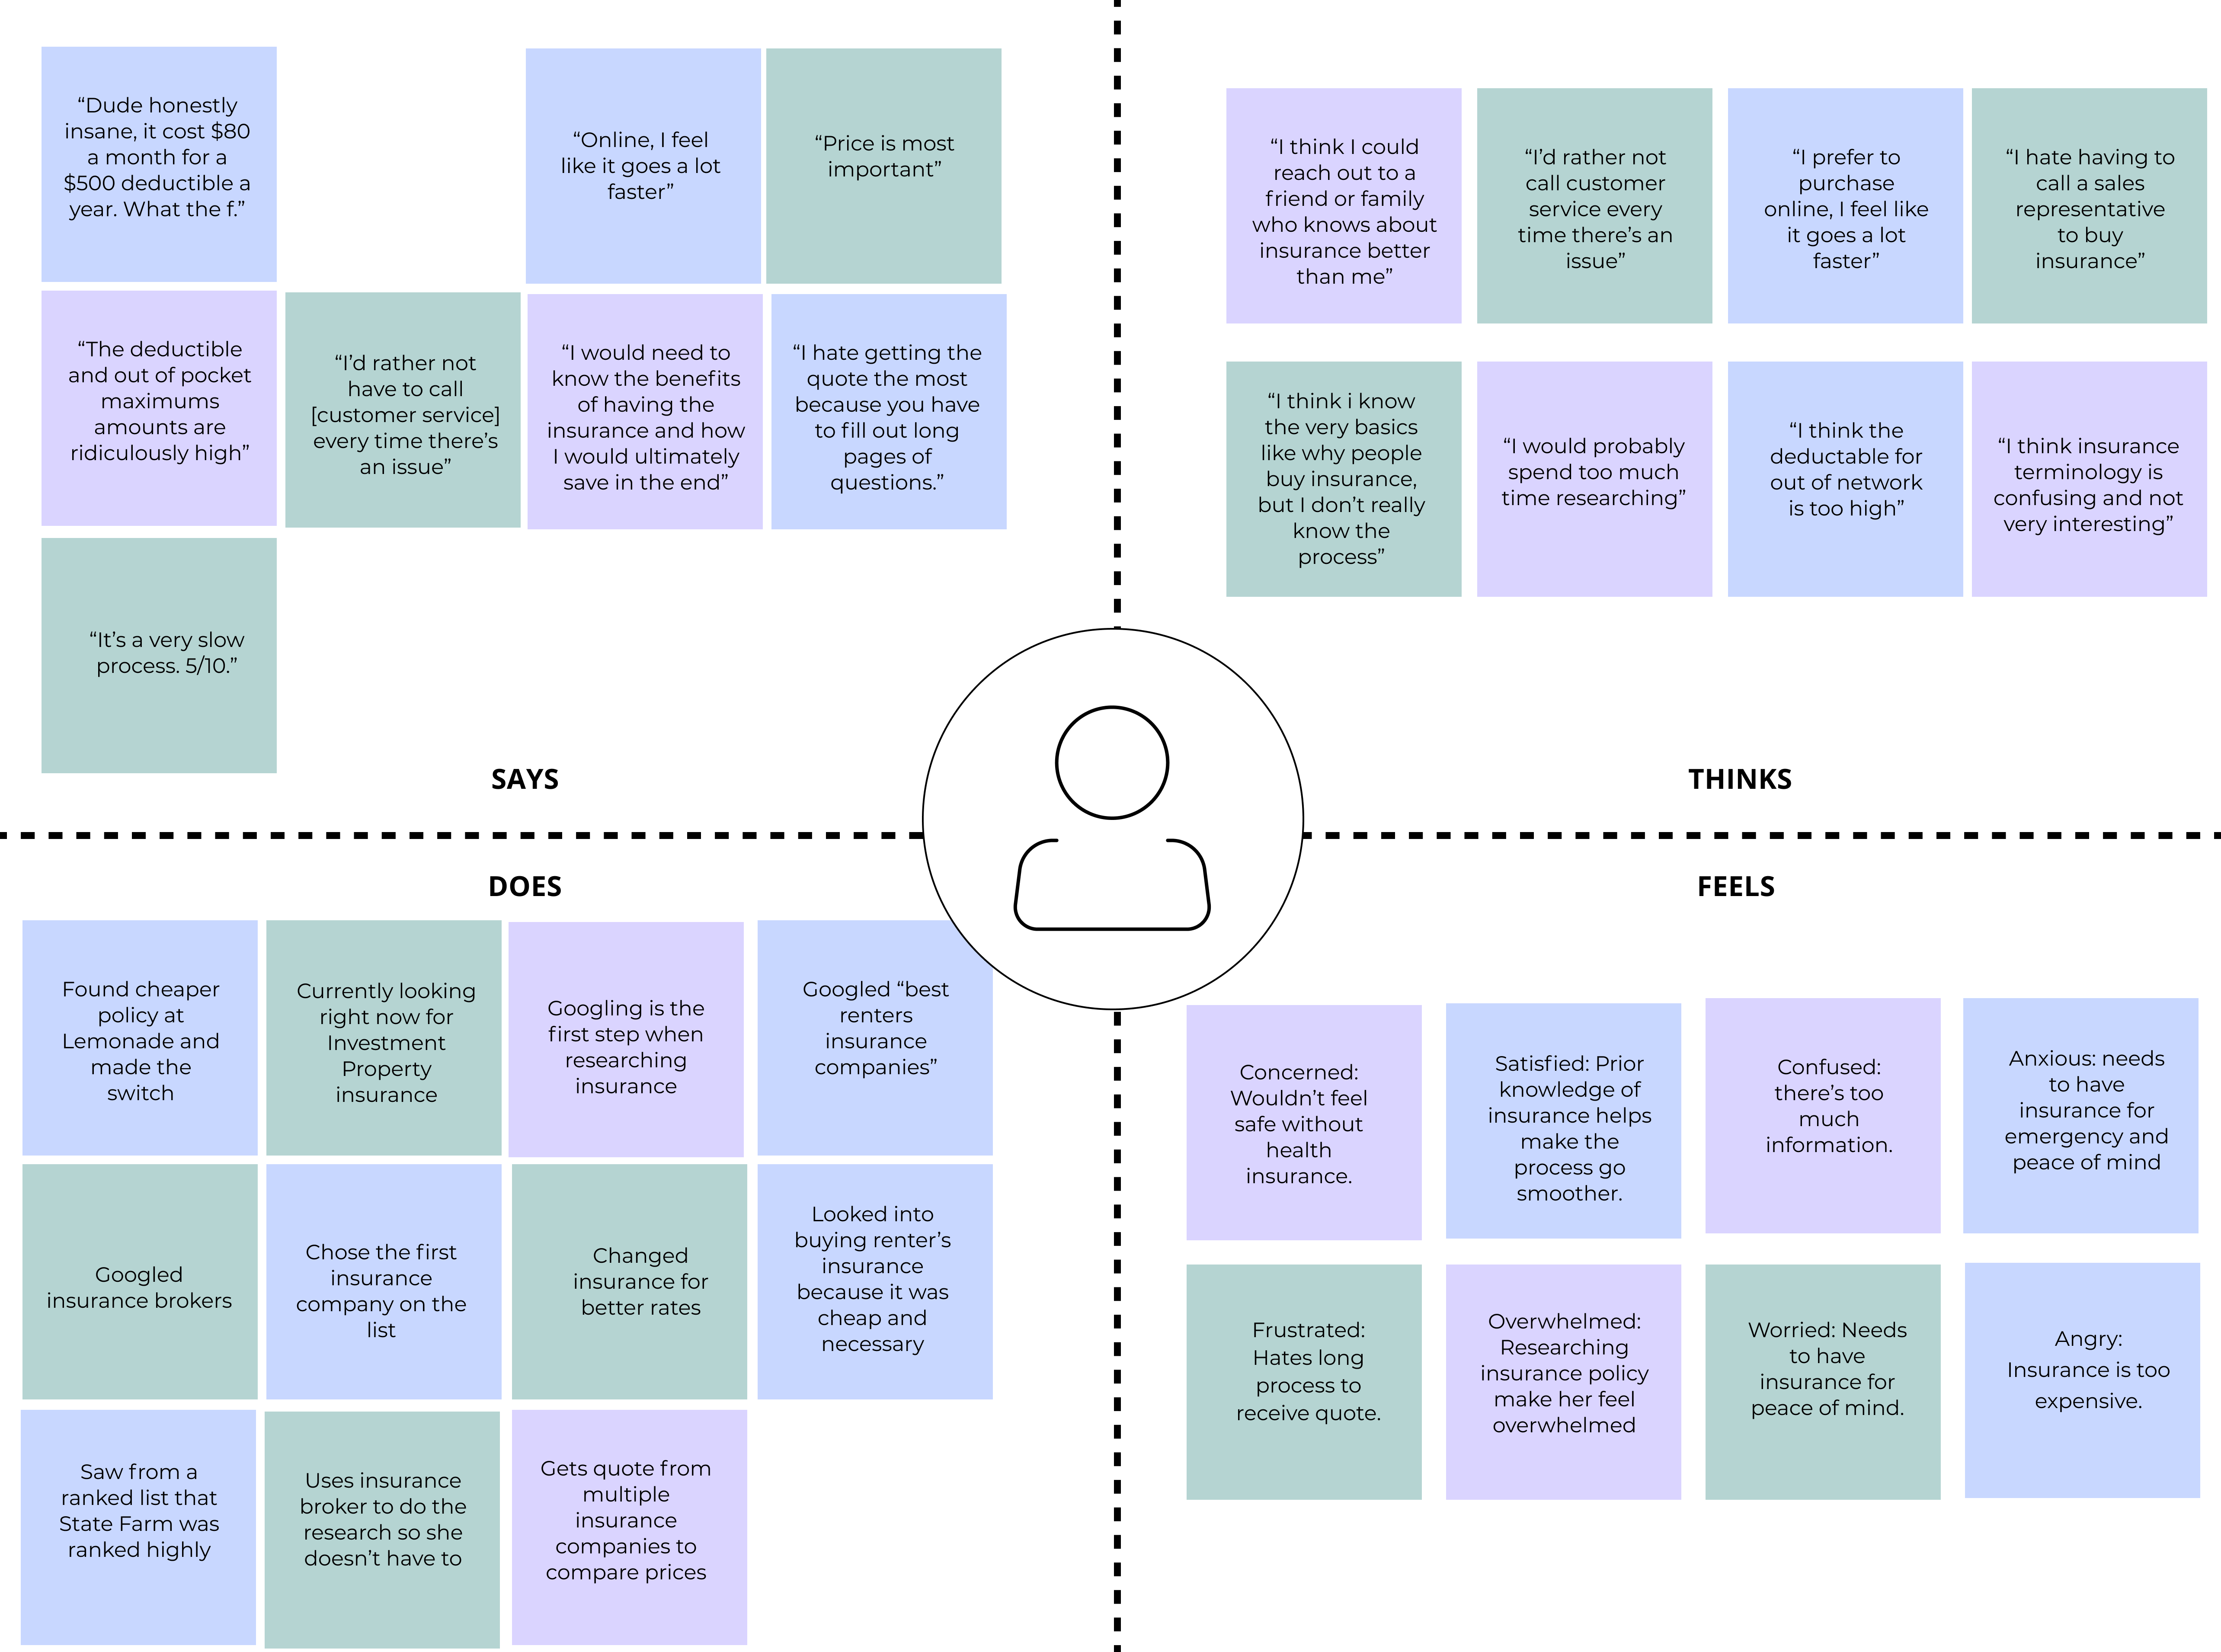 “Dude honestly
insane, it cost $80
a month for a
$500 deductible a
year. What the f.”
“Online, I feel
like it goes a lot
faster”
“Price is most
important”
“The deductible
and out of pocket
maximums
amounts are
ridiculously high”
“I’d rather not
have to call
[customer service]
every time there’s
an issue”
“I would need to
know the benefits
of having the
insurance and how
I would ultimately
save in the end”
“I hate getting the
quote the most
because you have
to fill out long
pages of
questions.”
“It’s a very slow
process. 5/10.”
SAYS
“I think I could
reach out to a
friend or family
who knows about
insurance better
than me”
“I’d rather not
call customer
service every
time there’s an
issue”
“I prefer to
purchase
online, I feel like
it goes a lot
faster”
“I hate having to
call a sales
representative
to buy
insurance”
“I think i know
the very basics
like why people
buy insurance,
but I don’t really
know the
process”
“I would probably
spend too much
time researching”
“I think the
deductable for
out of network
is too high”
“I think insurance
terminology is
confusing and not
very interesting”
THINKS
DOES
Found cheaper
policy at
Lemonade and
made the
switch
Currently looking
right now for
Investment
Property
insurance
Googling is the
first step when
researching
insurance
Googled “best
renters
insurance
companies”
Googled
insurance brokers
Chose the first
insurance
company on the
list
Changed
insurance for
better rates
Looked into
buying renter’s
insurance
because it was
cheap and
necessary
Saw from a
ranked list that
State Farm was
ranked highly
Uses insurance
broker to do the
research so she
doesn’t have to
Gets quote from
multiple
insurance
companies to
compare prices
FEELS
Concerned:
Wouldn’t feel
safe without
health
insurance.
Satisfied: Prior
knowledge of
insurance helps
make the
process go
smoother.
Confused:
there’s too
much
information.
Anxious: needs
to have
insurance for
emergency and
peace of mind
Frustrated:
Hates long
process to
receive quote.
Overwhelmed:
Researching
insurance policy
make her feel
overwhelmed
Worried: Needs
to have
insurance for
peace of mind.
Angry:
Insurance is too
expensive.